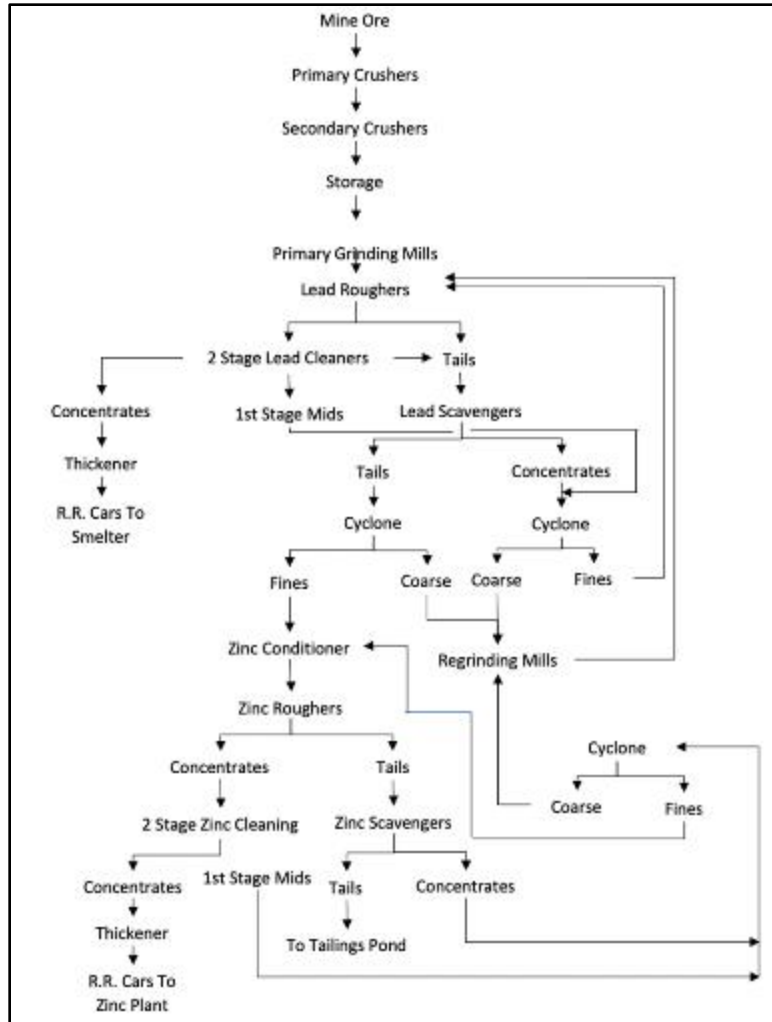 Mine Ore
Primary Crushers
Secondary Crushers
Storage
Primary Grinding Mills
Lead Roughers
2 Stage Lead Cleaners
Tails
Concentrates
1st Stage Mids
Lead Scavengers
Thickener
Tails
Concentrates
R.R. Cars To
Smelter
Cyclone
Cyclone
Fines
Coarse
Coarse
Fines
Zinc Conditioner
Regrinding Mills
Zinc Roughers
Cyclone
Concentrates
Tails
Coarse
Fines
2 Stage Zinc Cleaning
Zinc Scavengers
Concentrates
1st Stage Mids
Tails
Concentrates
Thickener
To Tailings Pond
R.R. Cars To
Zinc Plant